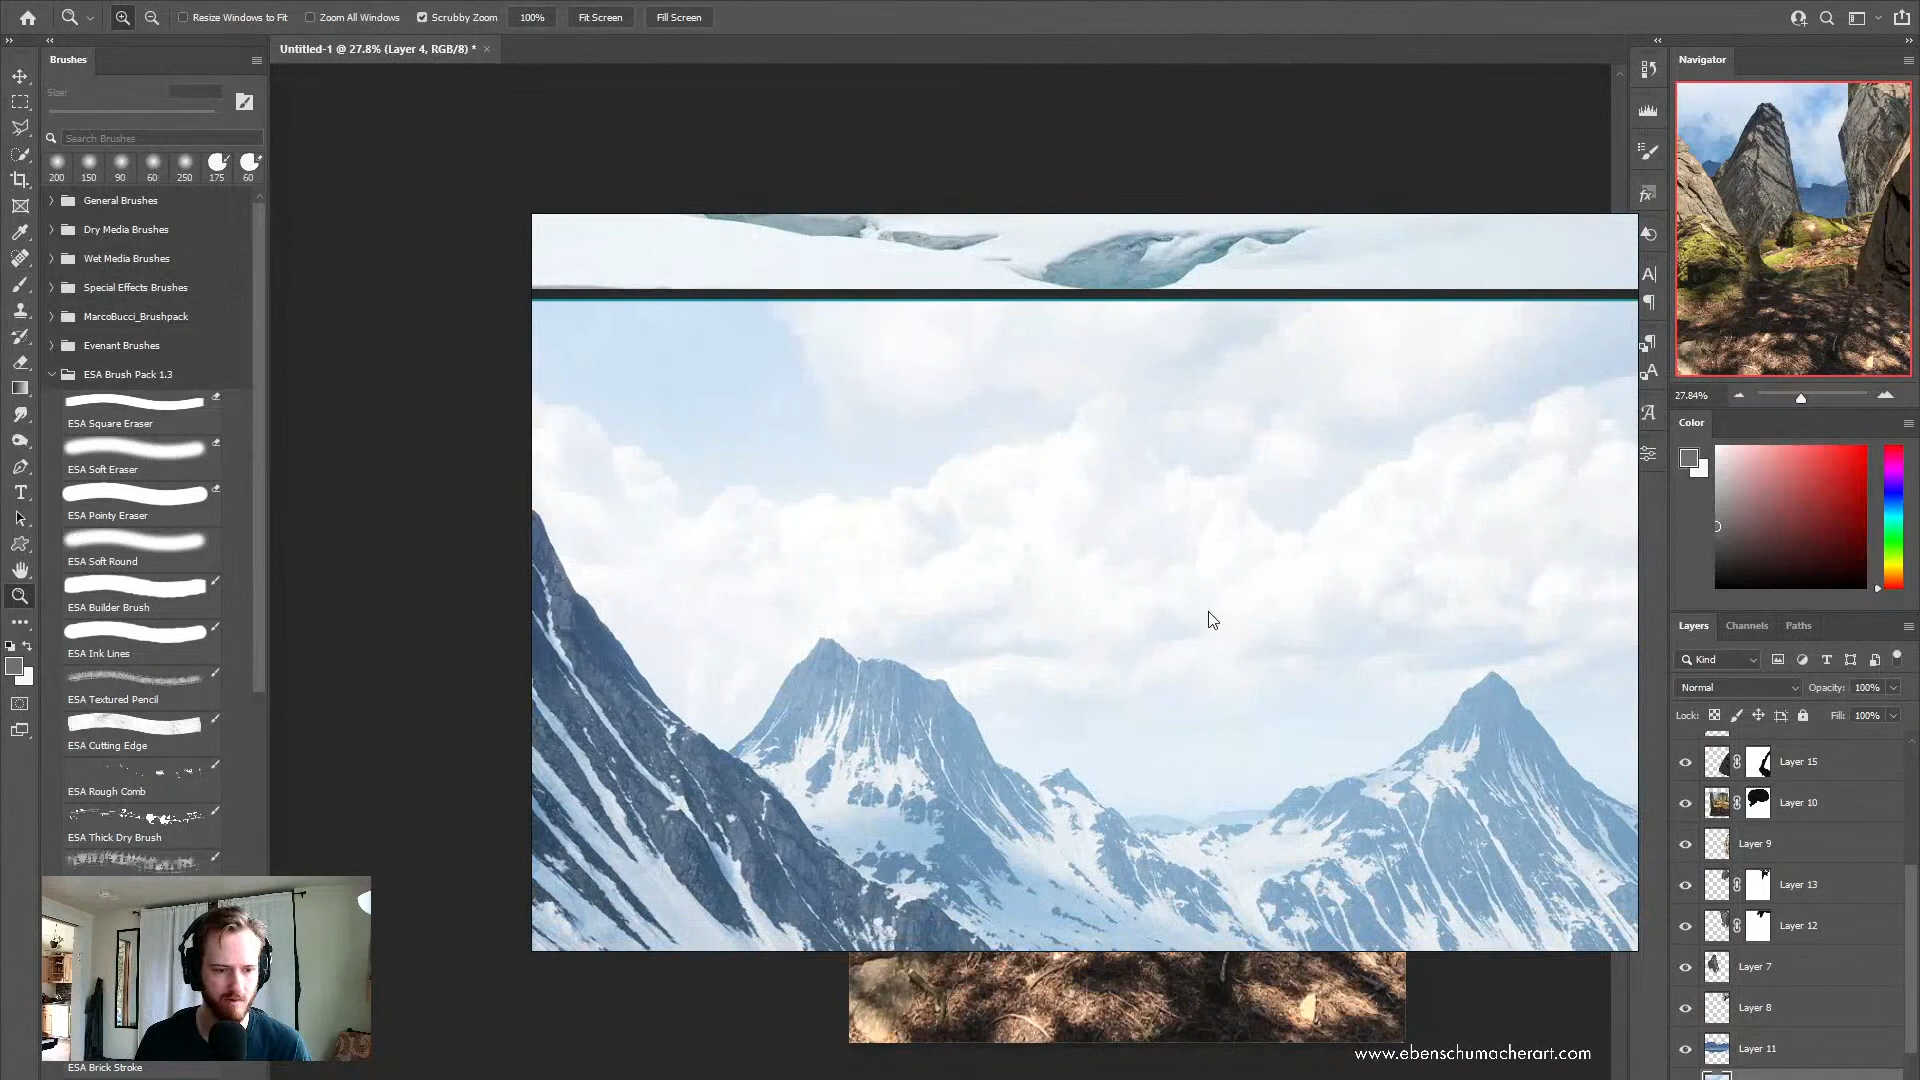 Resize Windows to Fit
Zoom All Windows
Scrubby Zoom
100%
Fit Screen
Fill Screen
Brushes
Untitled-1 @ 27.8% (Layer 4, RGB/8) *
Navigator
Size:
Search Brushes
200
150
90
60
250
175
60
General Brushes
Dry Media Brushes
Wet Media Brushes
Special Effects Brushes
MarcoBucci_Brushpack
Evenant Brushes
ESA Brush Pack 1.3
ESA Square Eraser
ESA Soft Eraser
ESA Pointy Eraser
ESA Soft Round
ESA Builder Brush
ESA Ink Lines
ESA Textured Pencil
ESA Cutting Edge
ESA Rough Comb
ESA Thick Dry Brush
ESA Brick Stroke
27.84%
Color
Layers
Channels
Paths
Kind
Normal
Opacity: 100%
Lock:
Fill: 100%
Layer 15
Layer 10
Layer 9
Layer 13
Layer 12
Layer 7
Layer 8
Layer 11
www.ebenschumacherart.com